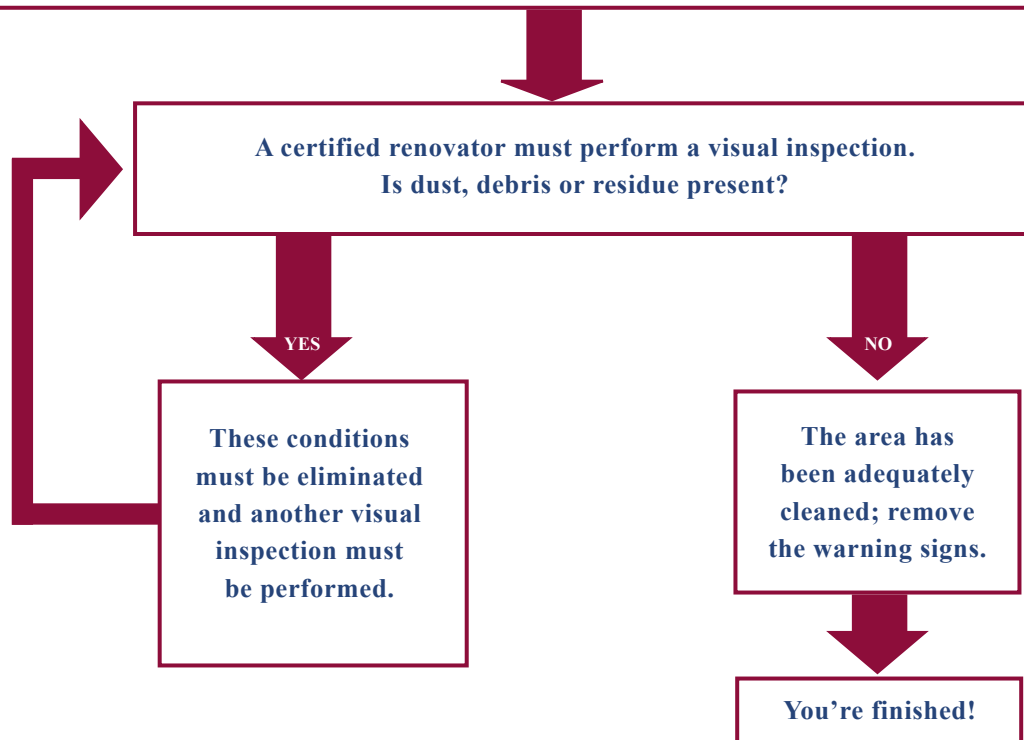 A certified renovator must perform a visual inspection.
Is dust, debris or residue present?
YES
NO
These conditions
must be eliminated
and another visual
inspection must
be performed.
The area has
been adequately
cleaned; remove
the warning signs.
You’re finished!